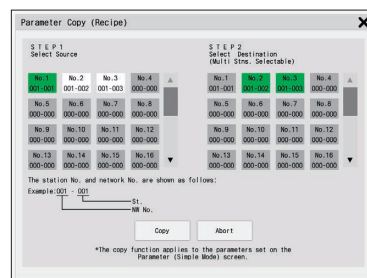 Parameter Copy (Recipe)
STEP1
Select Source
STEP2
Select Destination
(Multi Stns. Selectable)
No.1 No.2 No.3 No.4
001-001 001-002 001-003 000-000
No.5 No.6 No.7 No.8
000-000 000-000 000-000 000-000
No.9 No.10 No.11 No.12
000-000 000-000 000-000 000-000
No.13 No.14 No.15 No.16
000-000 000-000 000-000 000-000
No.1 No.2 No.3 No.4
001-001 001-002 001-003 000-000
No.5 No.6 No.7 No.8
000-000 000-000 000-000 000-000
No.9 No.10 No.11 No.12
000-000 000-000 000-000 000-000
No.13 No.14 No.15 No.16
000-000 000-000 000-000 000-000
The station No. and network No. are shown as follows:
Example:001 - 001
St.
NW No.
Copy Abort
*The copy function applies to the parameters set on the
Parameter (Simple Mode) screen.